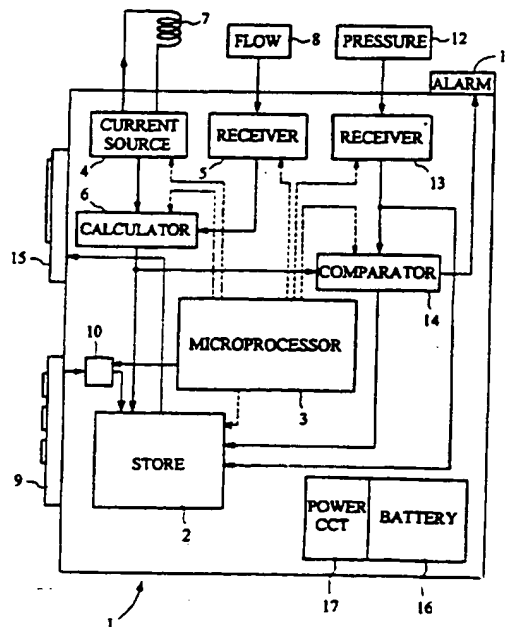 7
FLOW
8
PRESSURE
12
1
ALARM
CURRENT
SOURCE
4
RECEIVER
5
RECEIVER
13
6
CALCULATOR
15
COMPARATOR
14
10
MICROPROCESSOR
3
STORE
9
2
POWER
CCT
BATTERY
17
16
1